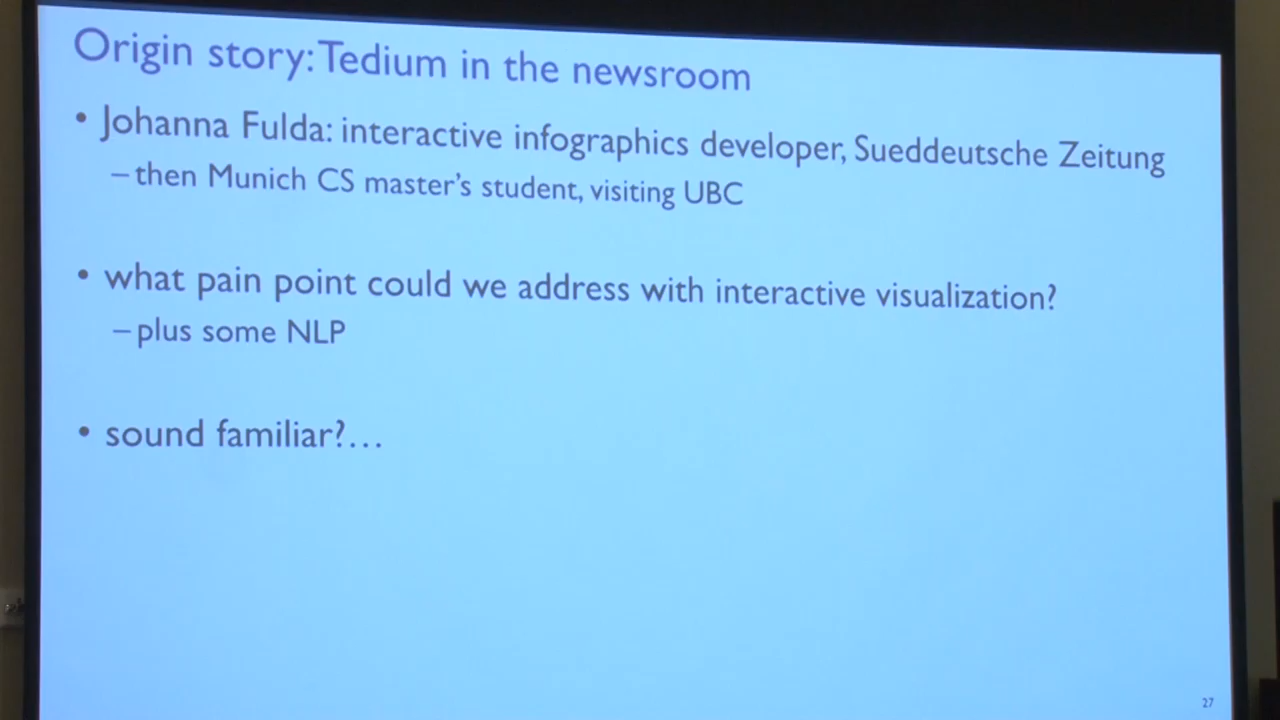 Origin story: Tedium in the newsroom
• Johanna Fulda: interactive infographics developer, Sueddeutsche Zeitung
– then Munich CS master's student, visiting UBC
• what pain point could we address with interactive visualization?
– plus some NLP
• sound familiar?...
27